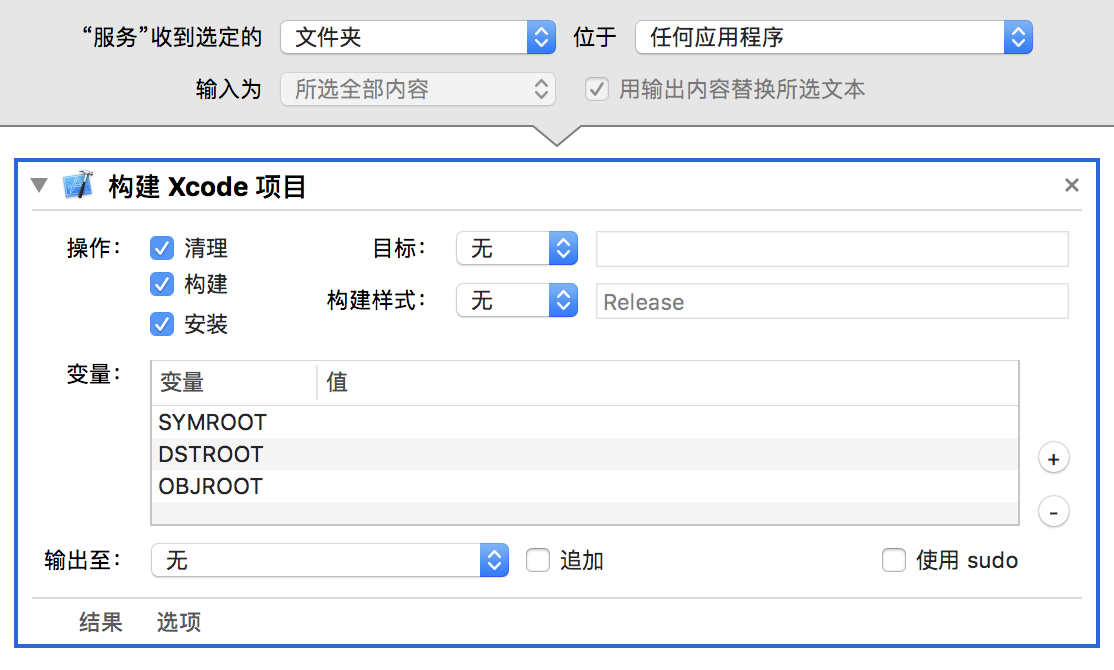 “服务”收到选定的 文件夹 位于 任何应用程序
输入为 所选全部内容 用输出内容替换所选文本
构建 Xcode 项目
操作： 清理 目标： 无
构建
构建样式： 无 Release
安装
变量： 变量 值
SYMROOT
DSTROOT
OBJROOT
+
-
输出至： 无 追加 使用 sudo
结果 选项